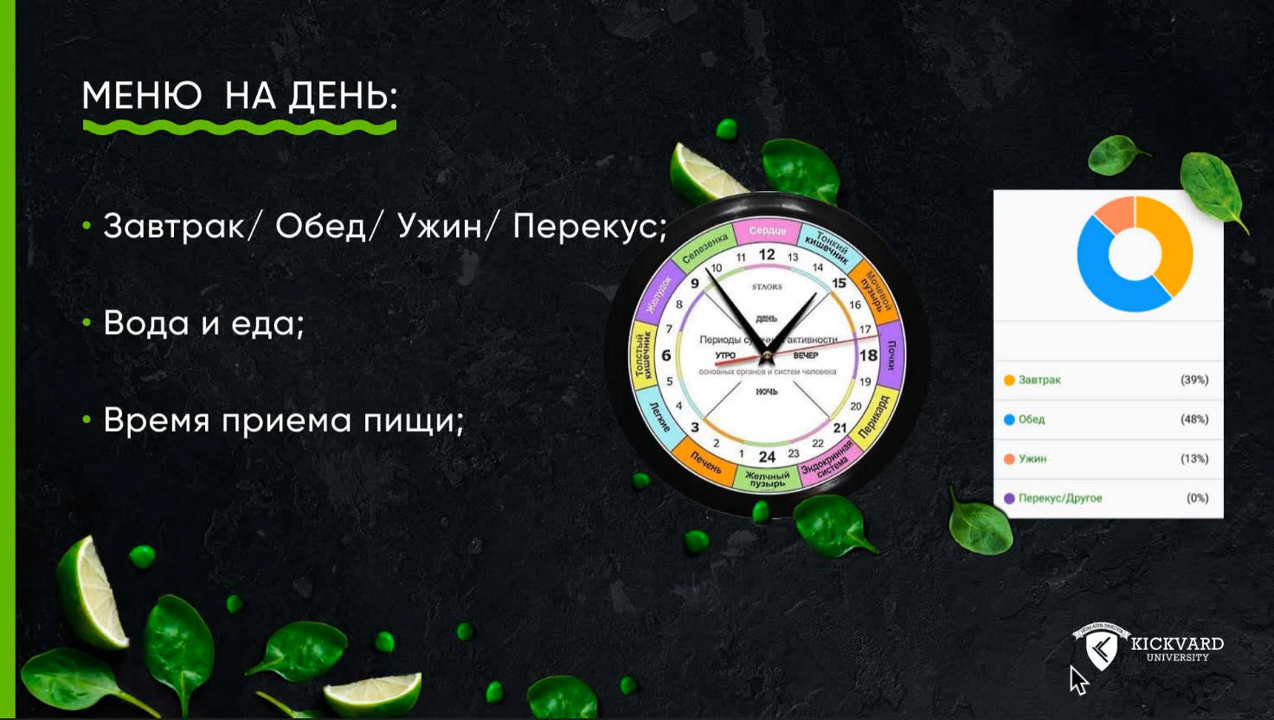 МЕНЮ НА ДЕНЬ:
• Завтрак/ Обед/ Ужин/ Перекус;
• Вода и еда;
• Время приема пищи;
Сердце
Тонкий
кишечник
Мочевой
пузырь
Почки
Перикард
Эндокринная
система
Желчный
пузырь
Печень
Легкие
Толстый
кишечник
Желудок
Селезенка
12
13
14
15
16
17
18
19
20
21
22
23
24
1
2
3
4
5
6
7
8
9
10
11
STAORS
ДЕНЬ
Периоды активности
УТРО ВЕЧЕР
основных органов и систем человека
НОЧЬ
Завтрак (39%)
Обед (48%)
Ужин (13%)
Перекус/Другое (0%)
KICKVARD
UNIVERSITY